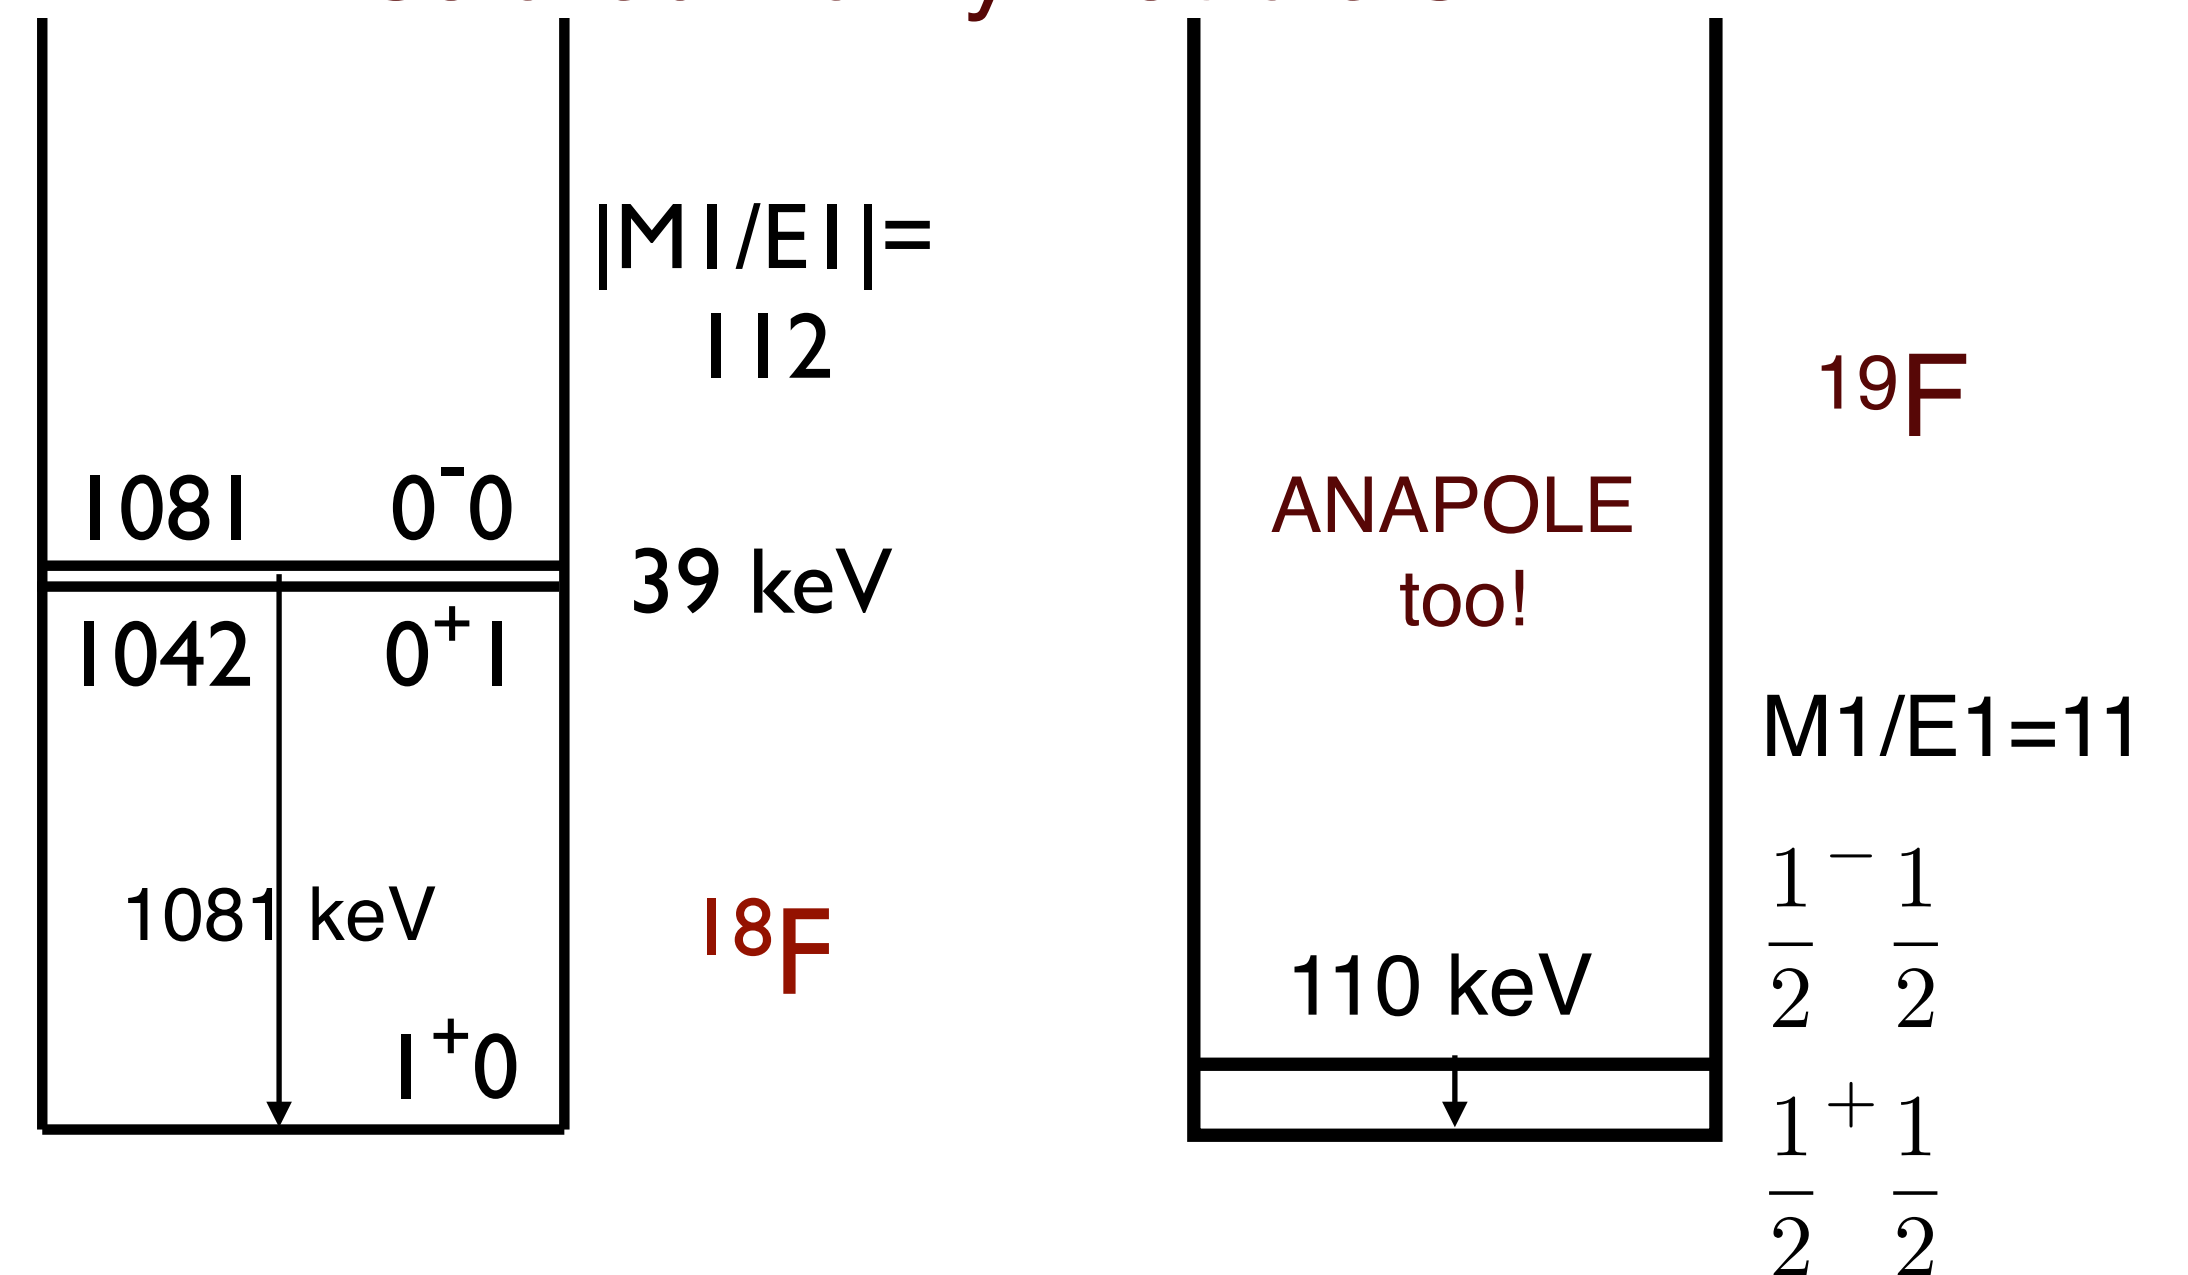 |M1/E1|=
112
1081 0⁻0
39 keV
1042 0⁺1
1081 keV
¹⁸F
1⁺0
¹⁹F
ANAPOLE
too!
M1/E1=11
110 keV
1/2⁻ 1/2
1/2⁺ 1/2